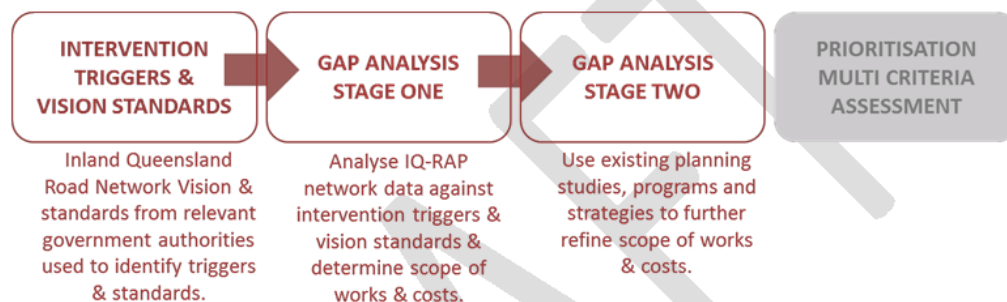 INTERVENTION
TRIGGERS &
VISION STANDARDS
GAP ANALYSIS
STAGE ONE
GAP ANALYSIS
STAGE TWO
PRIORITISATION
MULTI CRITERIA
ASSESSMENT
Inland Queensland
Road Network Vision &
standards from relevant
government authorities
used to identify triggers
& standards.
Analyse IQ-RAP
network data against
intervention triggers &
vision standards &
determine scope of
works & costs.
Use existing planning
studies, programs and
strategies to further
refine scope of works
& costs.